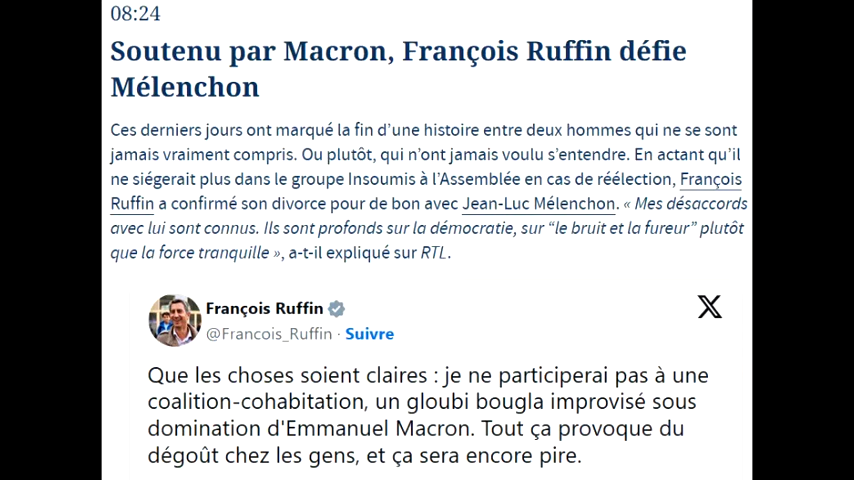 08:24
Soutenu par Macron, François Ruffin défie
Mélenchon
Ces derniers jours ont marqué la fin d’une histoire entre deux hommes qui ne se sont
jamais vraiment compris. Ou plutôt, qui n’ont jamais voulu s’entendre. En actant qu’il
ne siégerait plus dans le groupe Insoumis à l’Assemblée en cas de réélection, François
Ruffin a confirmé son divorce pour de bon avec Jean-Luc Mélenchon. « Mes désaccords
avec lui sont connus. Ils sont profonds sur la démocratie, sur “le bruit et la fureur” plutôt
que la force tranquille », a-t-il expliqué sur RTL.
François Ruffin
@Francois_Ruffin · Suivre
Que les choses soient claires : je ne participerai pas à une
coalition-cohabitation, un gloubi bougla improvisé sous
domination d'Emmanuel Macron. Tout ça provoque du
dégoût chez les gens, et ça sera encore pire.